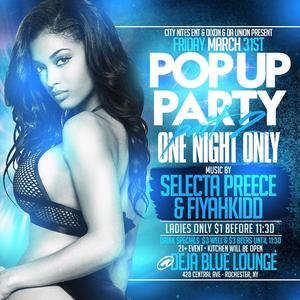 CITY NITES ENT & DIXON & DA UNION PRESENT
FRIDAY MARCH 31ST
POP UP
PARTY
ONE NIGHT ONLY
MUSIC BY
SELECTA PREECE
& FIYAHKIDD
LADIES ONLY $1 BEFORE 11:30
DRINK SPECIALS: $3 WELL & $3 BEERS UNTIL 11:30
21+ EVENT • KITCHEN WILL BE OPEN
@DEJA BLUE LOUNGE
420 CENTRAL AVE - ROCHESTER, NY